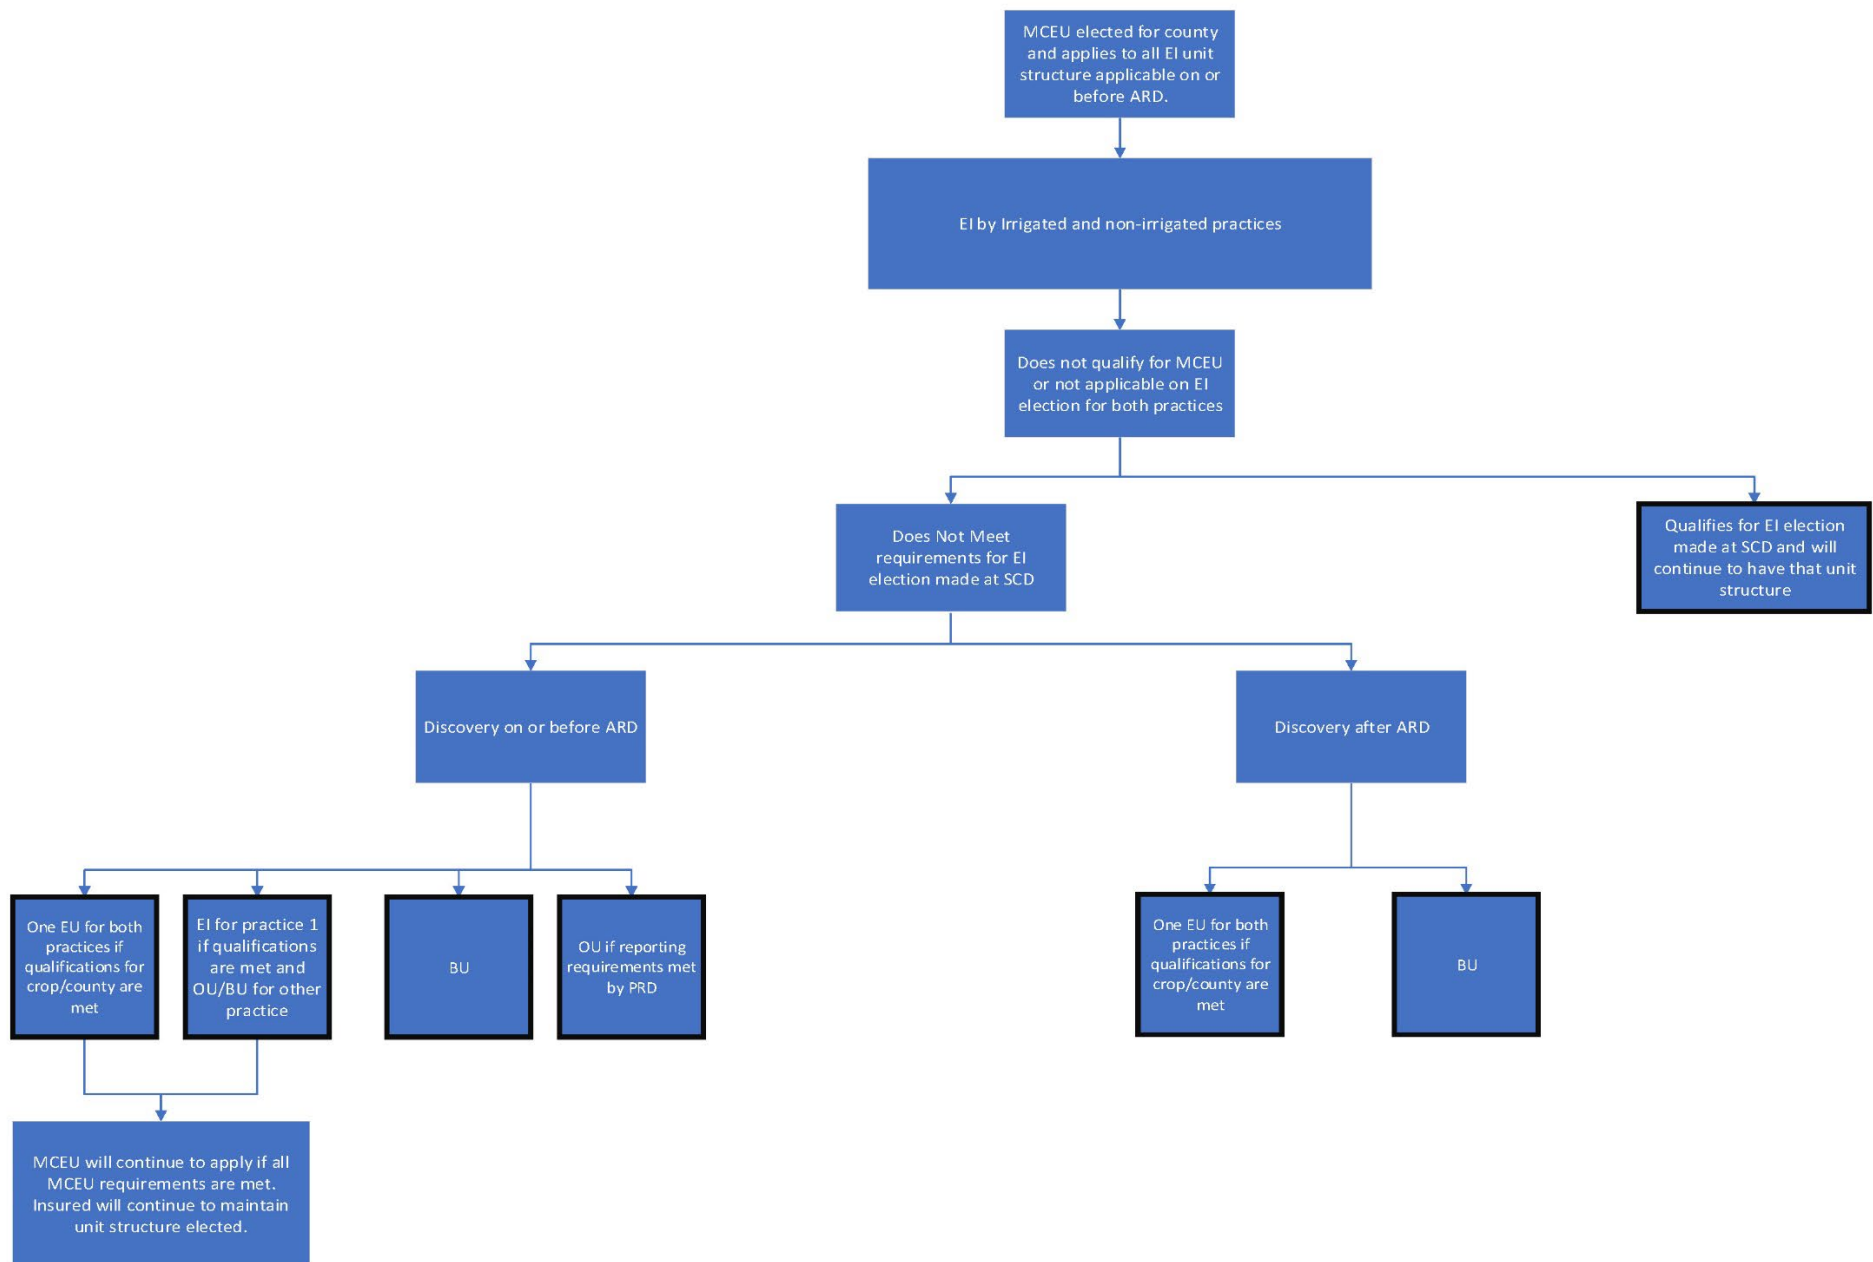 MCEU elected for county
and applies to all EI unit
structure applicable on or
before ARD.
EI by Irrigated and non-irrigated practices
Does not qualify for MCEU
or not applicable on EI
election for both practices
Does Not Meet
requirements for EI
election made at SCD
Qualifies for EI election
made at SCD and will
continue to have that unit
structure
Discovery on or before ARD
Discovery after ARD
One EU for both
practices if
qualifications for
crop/county are
met
EI for practice 1
if qualifications
are met and
OU/BU for other
practice
BU
OU if reporting
requirements met
by PRD
One EU for both
practices if
qualifications for
crop/county are
met
BU
MCEU will continue to apply if all
MCEU requirements are met.
Insured will continue to maintain
unit structure elected.